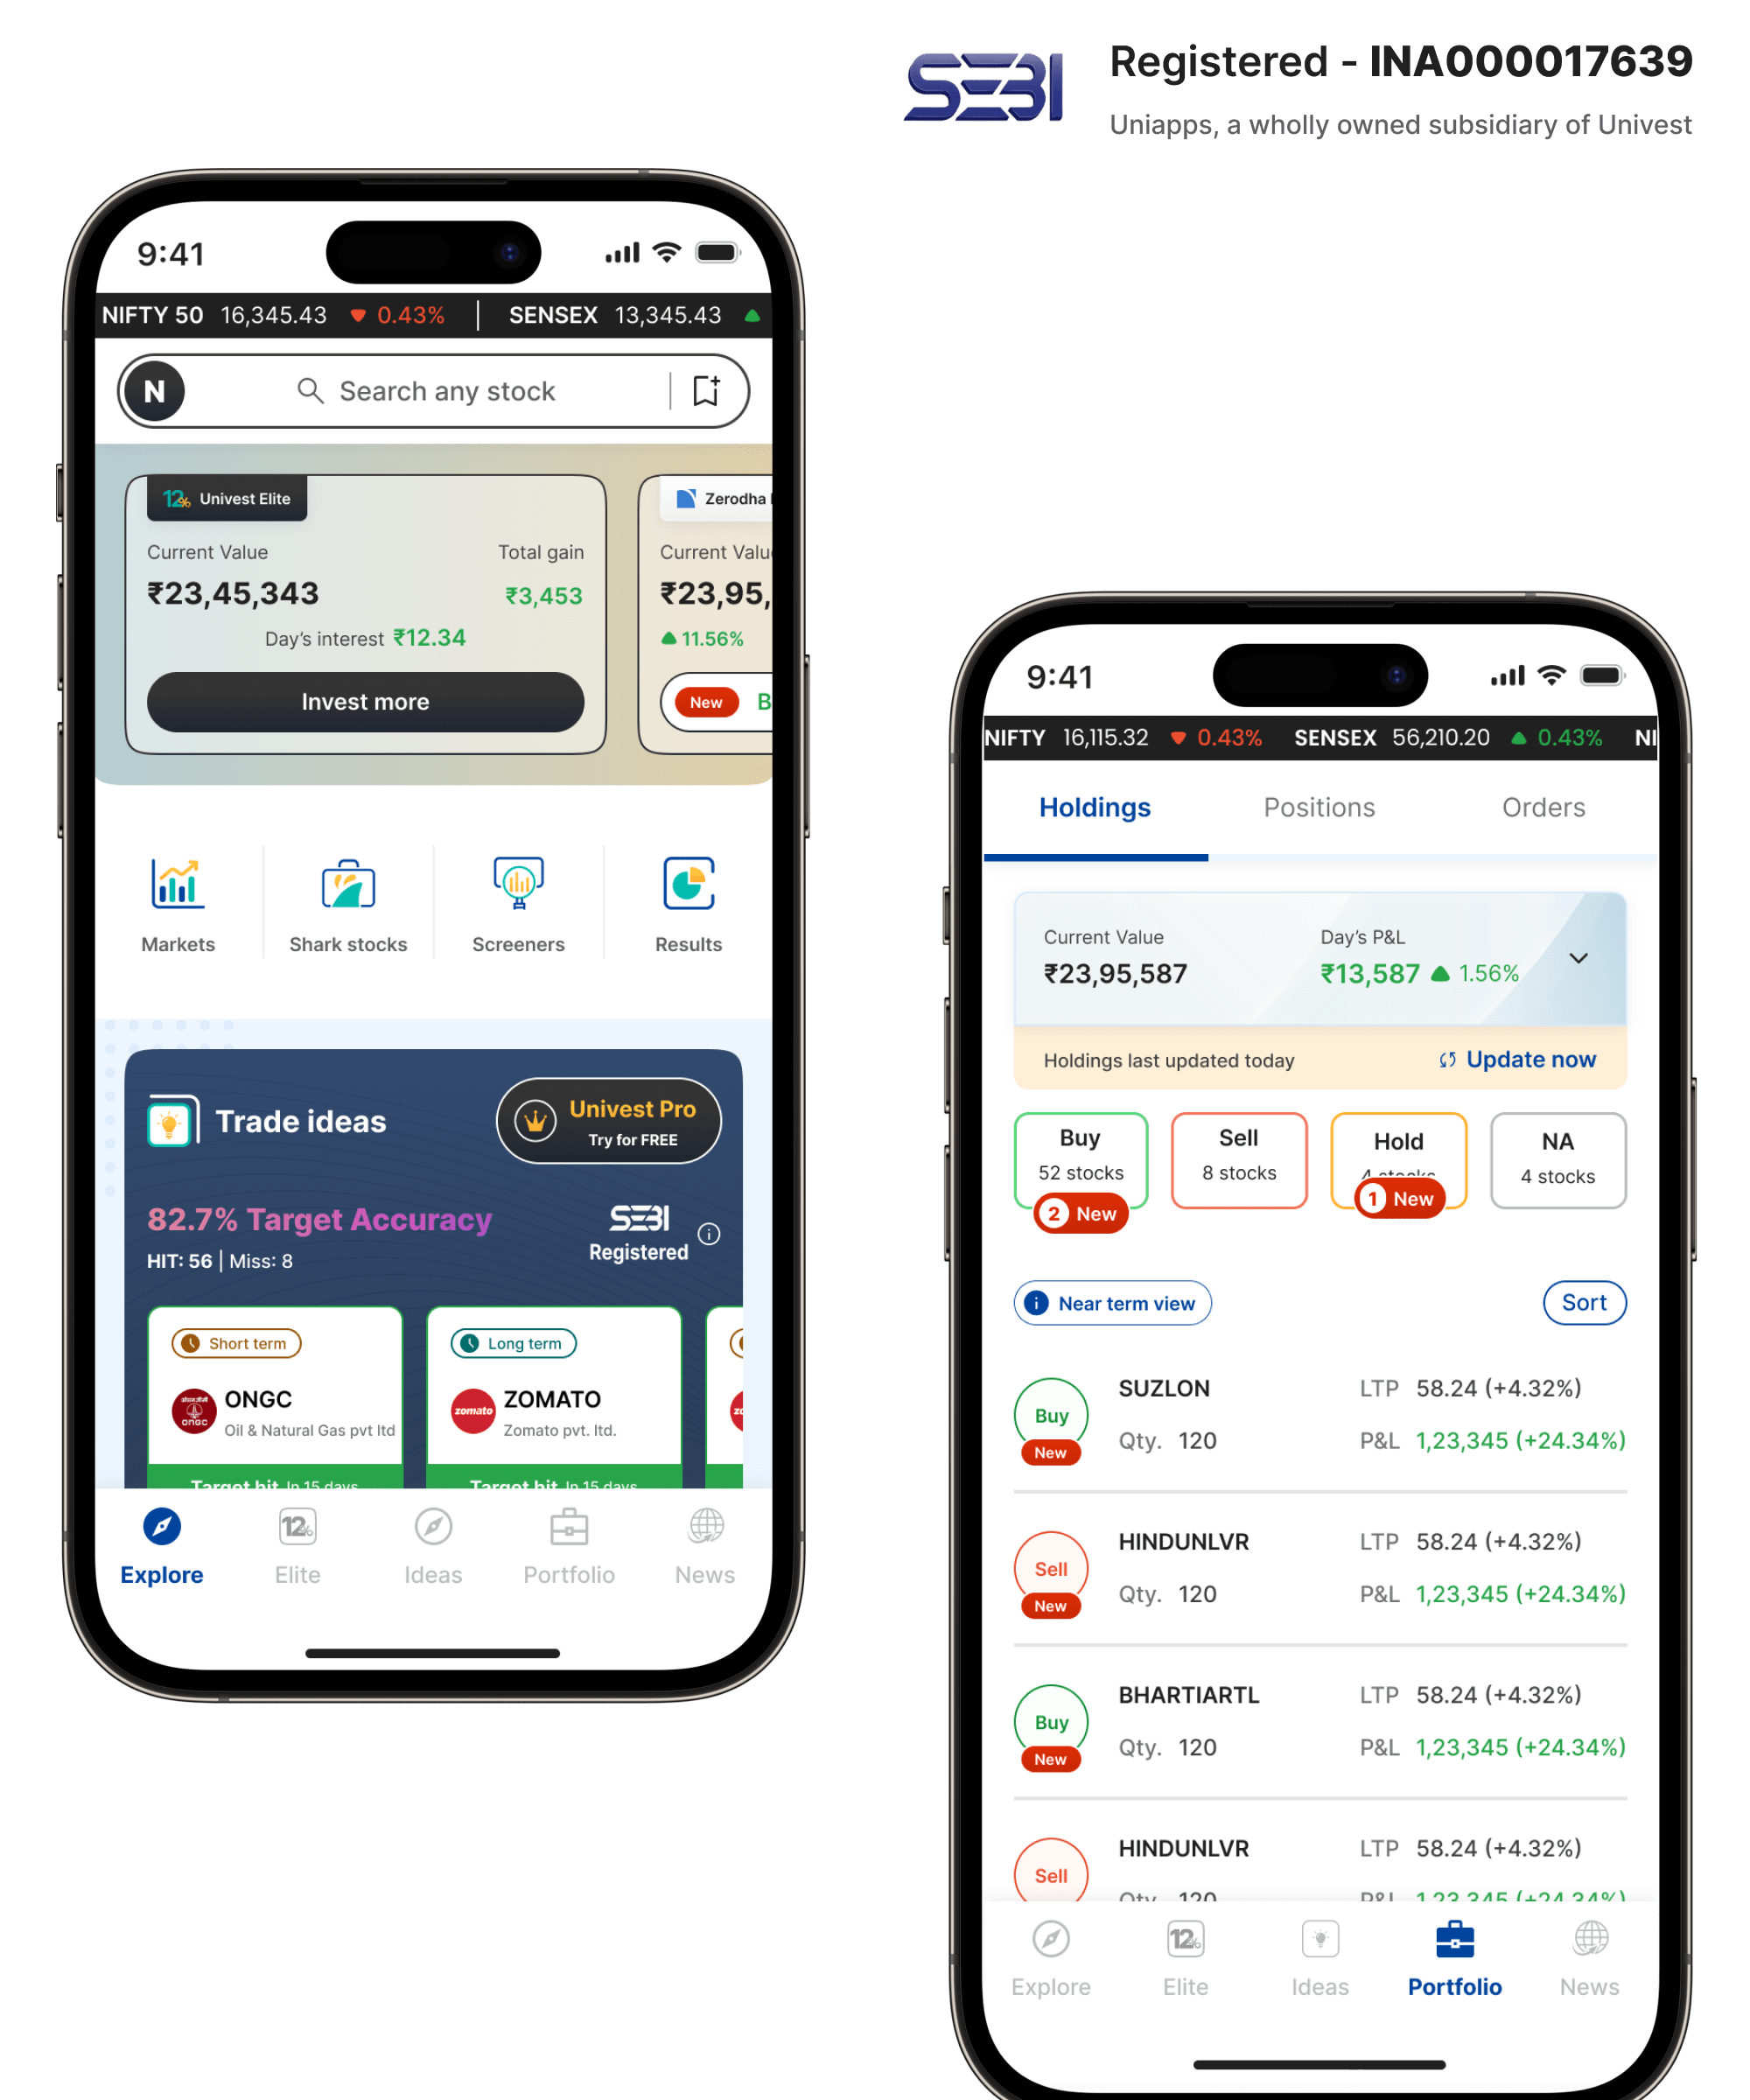 SEBI
Registered - INA000017639
Uniapps, a wholly owned subsidiary of Univest
9:41
NIFTY 50 16,345.43 ▼ 0.43% | SENSEX 13,345.43 ▲
N Search any stock
12% Univest Elite
Current Value Total gain
₹23,45,343 ₹3,453
Day's interest ₹12.34
Invest more
Zerodha
Current Value
₹23,95,
▲ 11.56%
New B
Markets Shark stocks Screeners Results
Trade ideas
Univest Pro
Try for FREE
82.7% Target Accuracy
HIT: 56 | Miss: 8
SEBI
Registered
Short term
ONGC
Oil & Natural Gas pvt ltd
Target hit In 15 days
Long term
zomato
ZOMATO
Zomato pvt. ltd.
Target hit In 15 days
Explore Elite Ideas Portfolio News
9:41
NIFTY 16,115.32 ▼ 0.43% SENSEX 56,210.20 ▲ 0.43% NI
Holdings Positions Orders
Current Value Day's P&L
₹23,95,587 ₹13,587 ▲ 1.56%
Holdings last updated today Update now
Buy
52 stocks
2 New
Sell
8 stocks
Hold
4 stocks
1 New
NA
4 stocks
Near term view Sort
Buy
New
SUZLON LTP 58.24 (+4.32%)
Qty. 120 P&L 1,23,345 (+24.34%)
Sell
New
HINDUNLVR LTP 58.24 (+4.32%)
Qty. 120 P&L 1,23,345 (+24.34%)
Buy
New
BHARTIARTL LTP 58.24 (+4.32%)
Qty. 120 P&L 1,23,345 (+24.34%)
Sell
HINDUNLVR LTP 58.24 (+4.32%)
Qty. 120 P&L 1,23,345 (+24.34%)
Explore 12% Elite Ideas Portfolio News